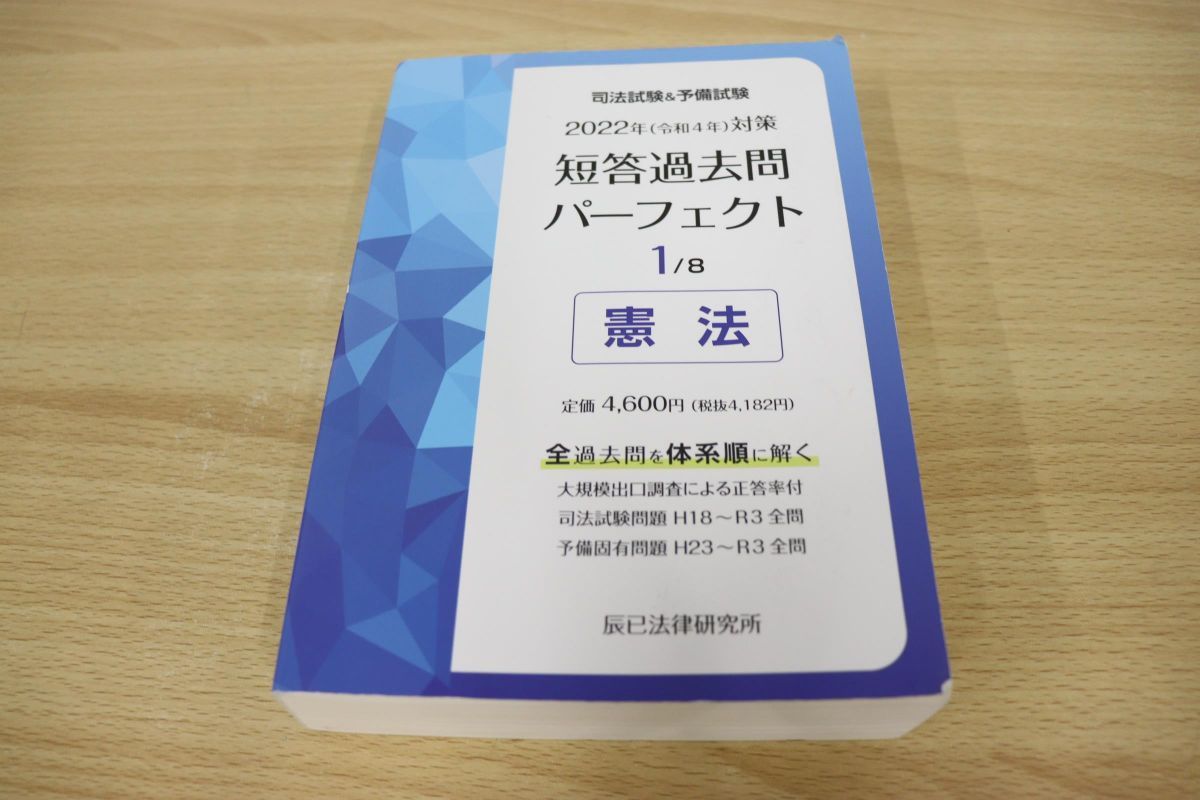 司法試験&予備試験
2022年(令和4年)対策
短答過去問
パーフェクト
1/8
憲法
定価 4,600円 (税抜4,182円)
全過去問を体系順に解く
大規模出口調査による正答率付
司法試験問題 H18～R3 全問
予備固有問題 H23～R3 全問
辰已法律研究所